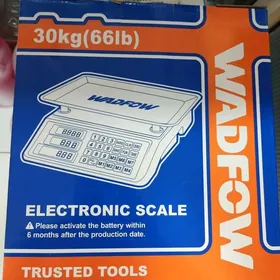 30kg(66lb)
WADFOW
WADFOW
ELECTRONIC SCALE
Please activate the battery within
6 months after the production date.
TRUSTED TOOLS